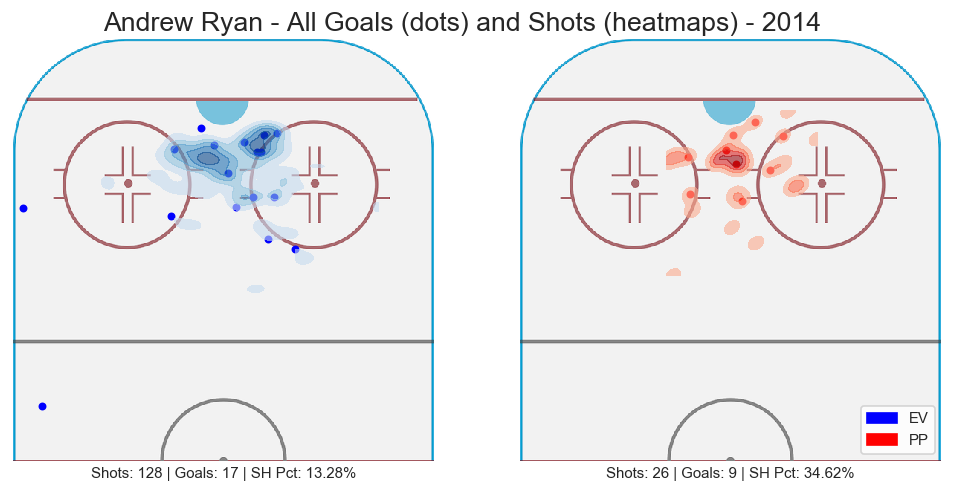 Andrew Ryan - All Goals (dots) and Shots (heatmaps) - 2014
EV
PP
Shots: 128 | Goals: 17 | SH Pct: 13.28%
Shots: 26 | Goals: 9 | SH Pct: 34.62%